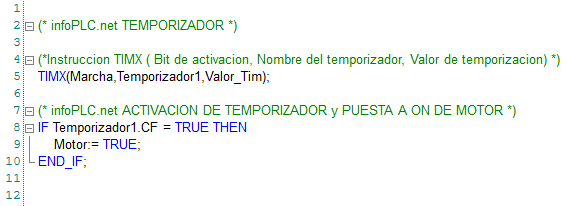 1
2 (* infoPLC.net TEMPORIZADOR *)
3
4 (*Instruccion TIMX ( Bit de activacion, Nombre del temporizador, Valor de temporizacion) *)
5 TIMX(Marcha,Temporizador1,Valor_Tim);
6
7 (* infoPLC.net ACTIVACION DE TEMPORIZADOR y PUESTA A ON DE MOTOR *)
8 IF Temporizador1.CF = TRUE THEN
9 Motor:= TRUE;
10 END_IF;
11
12